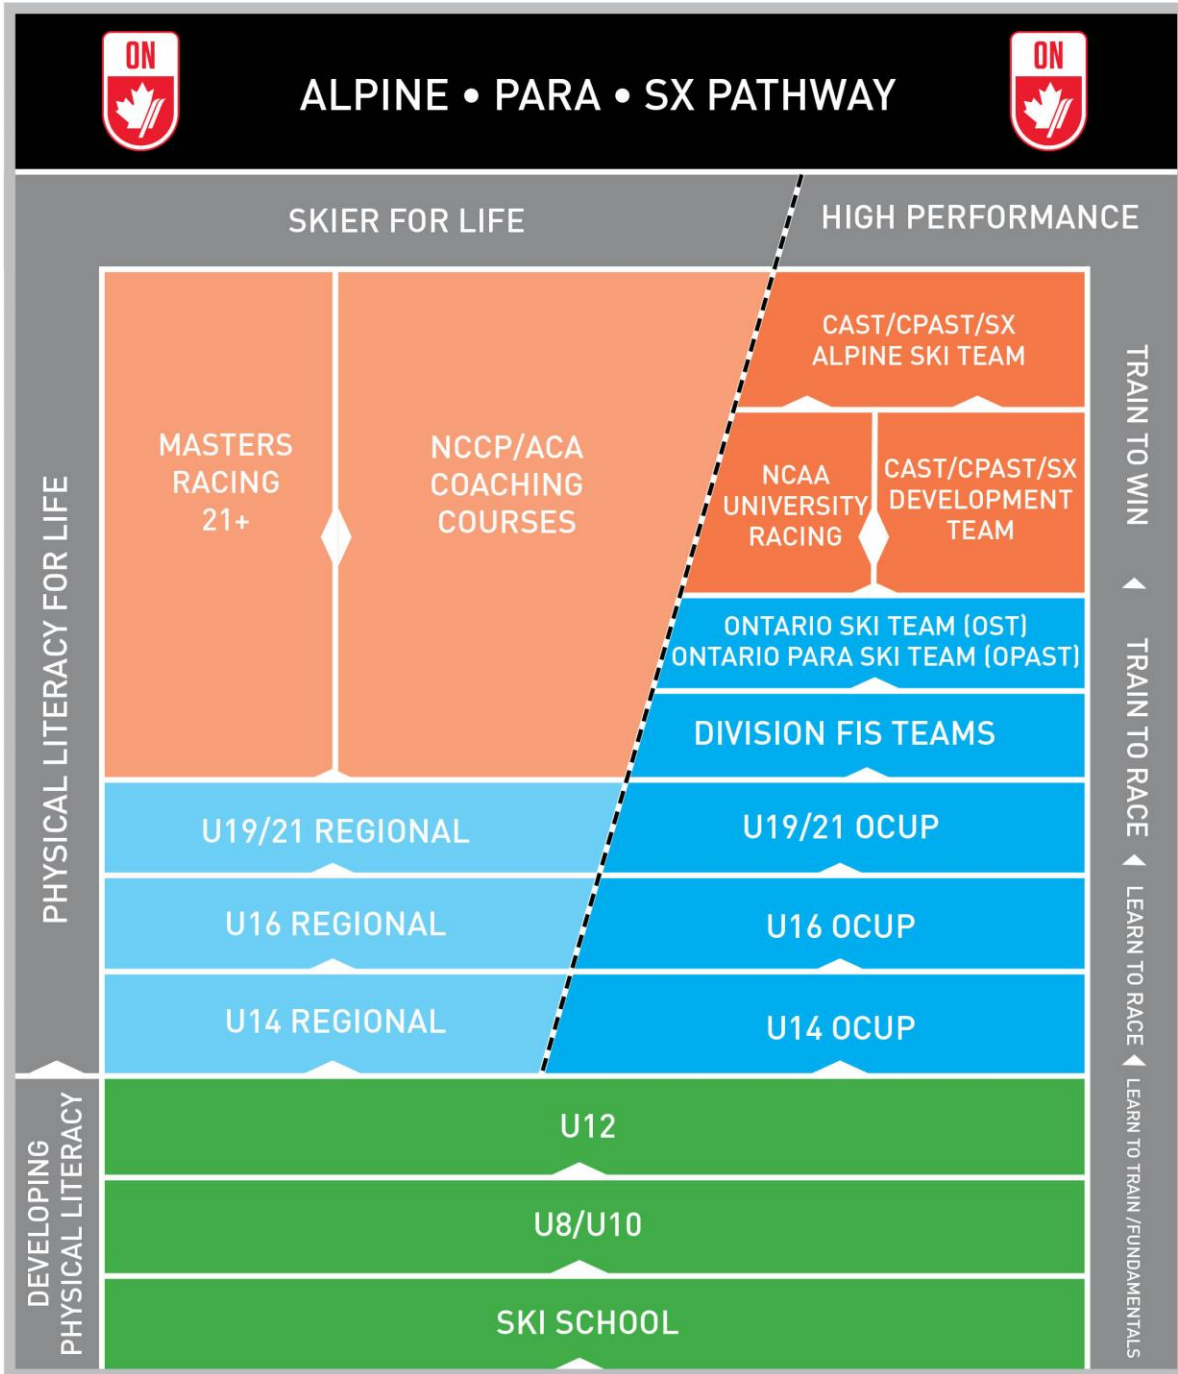 ON
ALPINE • PARA • SX PATHWAY
ON
SKIER FOR LIFE
HIGH PERFORMANCE
PHYSICAL LITERACY FOR LIFE
DEVELOPING
PHYSICAL LITERACY
MASTERS
RACING
21+
NCCP/ACA
COACHING
COURSES
CAST/CPAST/SX
ALPINE SKI TEAM
NCAA
UNIVERSITY
RACING
CAST/CPAST/SX
DEVELOPMENT
TEAM
ONTARIO SKI TEAM (OST)
ONTARIO PARA SKI TEAM (OPAST)
DIVISION FIS TEAMS
U19/21 REGIONAL
U19/21 OCUP
U16 REGIONAL
U16 OCUP
U14 REGIONAL
U14 OCUP
U12
U8/U10
SKI SCHOOL
TRAIN TO WIN
TRAIN TO RACE
LEARN TO RACE
LEARN TO TRAIN /FUNDAMENTALS